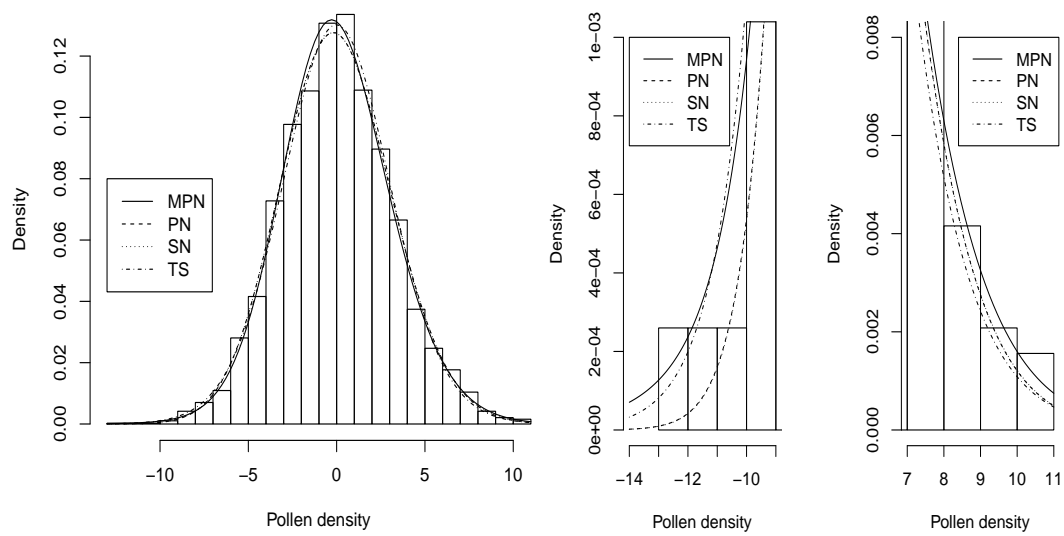 Density
0.00 0.02 0.04 0.06 0.08 0.10 0.12
MPN
PN
SN
TS
−10 −5 0 5 10
Pollen density
Density
0e+00 2e−04 4e−04 6e−04 8e−04 1e−03
MPN
PN
SN
TS
−14 −12 −10
Pollen density
Density
0.000 0.002 0.004 0.006 0.008
MPN
PN
SN
TS
7 8 9 10 11
Pollen density